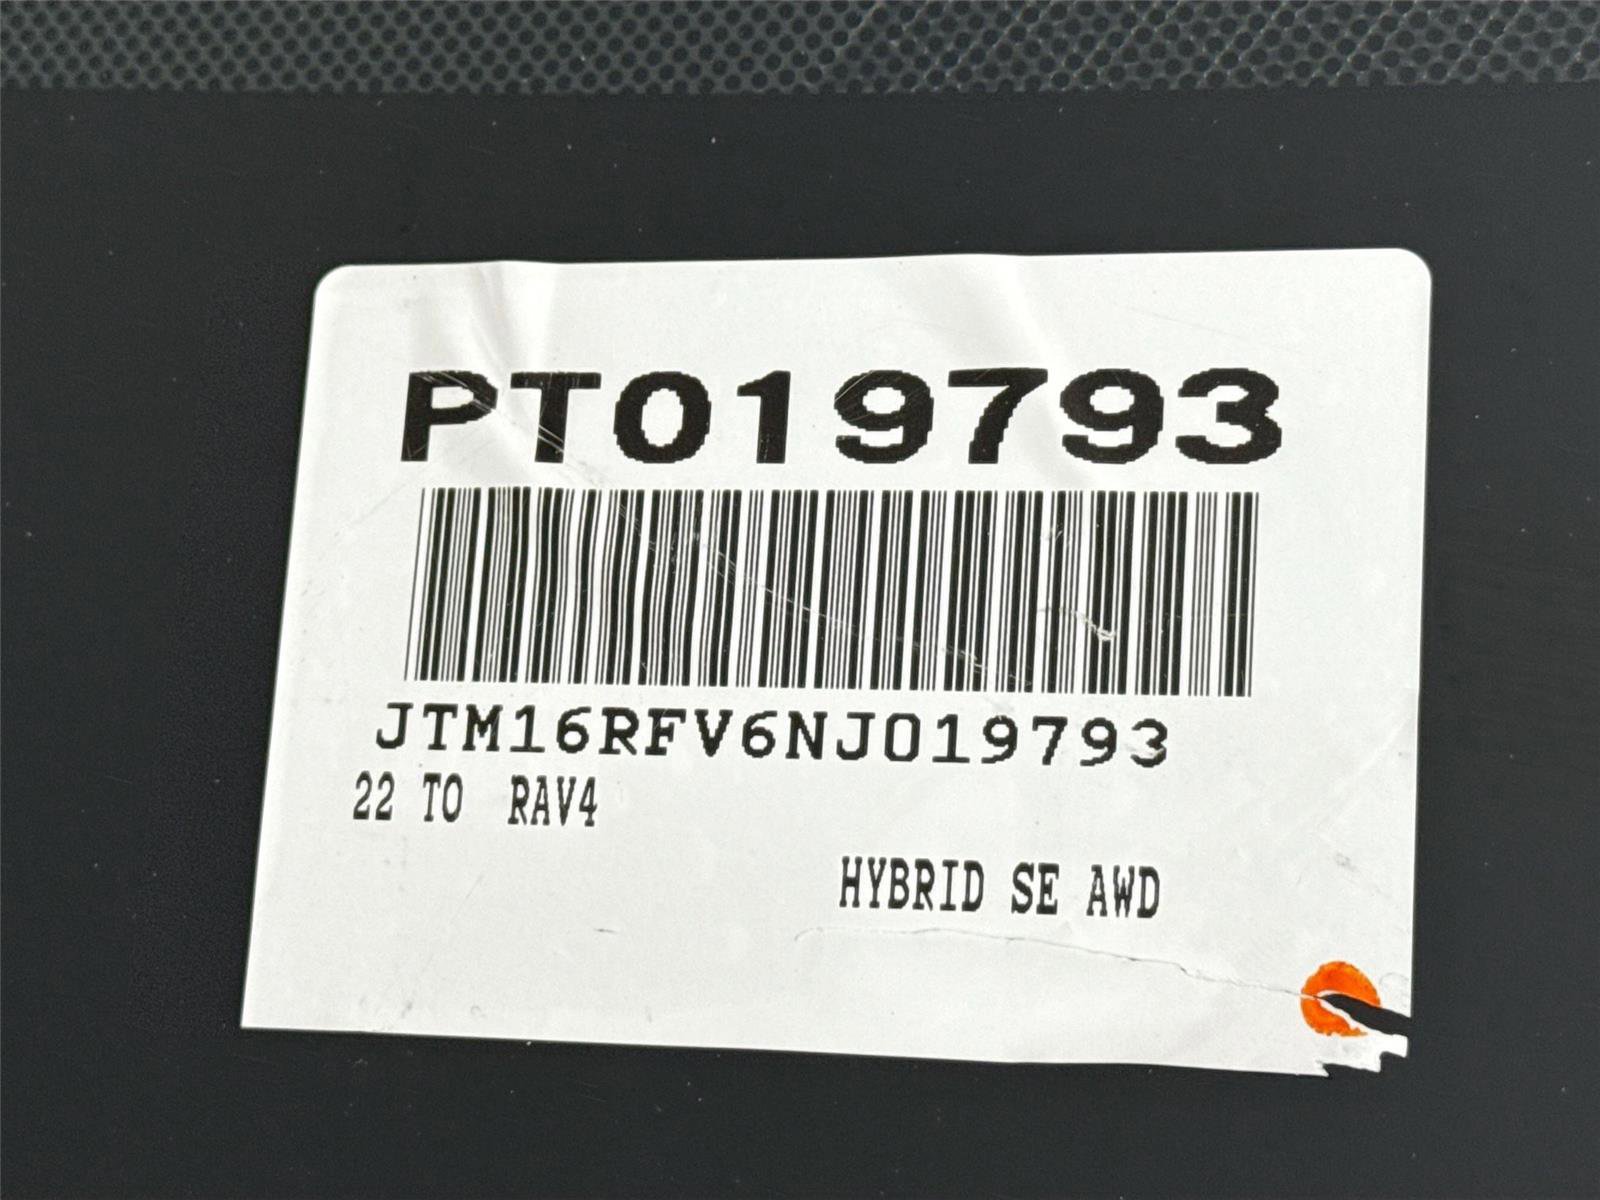 PT019793
JTM16RFV6NJ019793
22 TO RAV4
HYBRID SE AWD